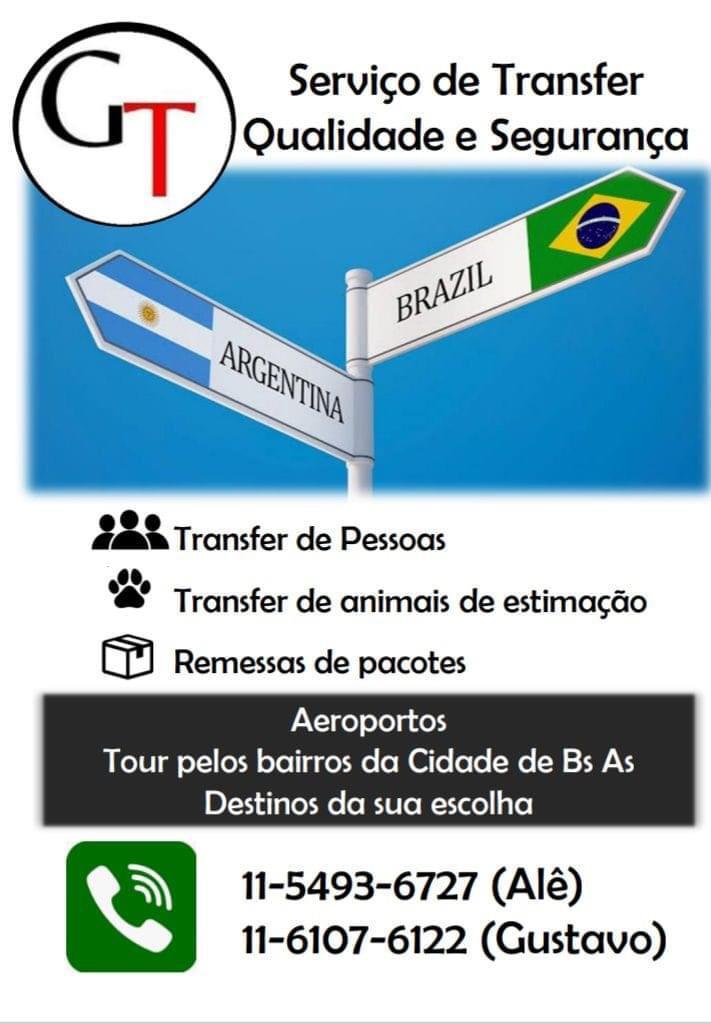 GT
Serviço de Transfer
Qualidade e Segurança
BRAZIL
ARGENTINA
Transfer de Pessoas
Transfer de animais de estimação
Remessas de pacotes
Aeroportos
Tour pelos bairros da Cidade de Bs As
Destinos da sua escolha
11-5493-6727 (Alê)
11-6107-6122 (Gustavo)